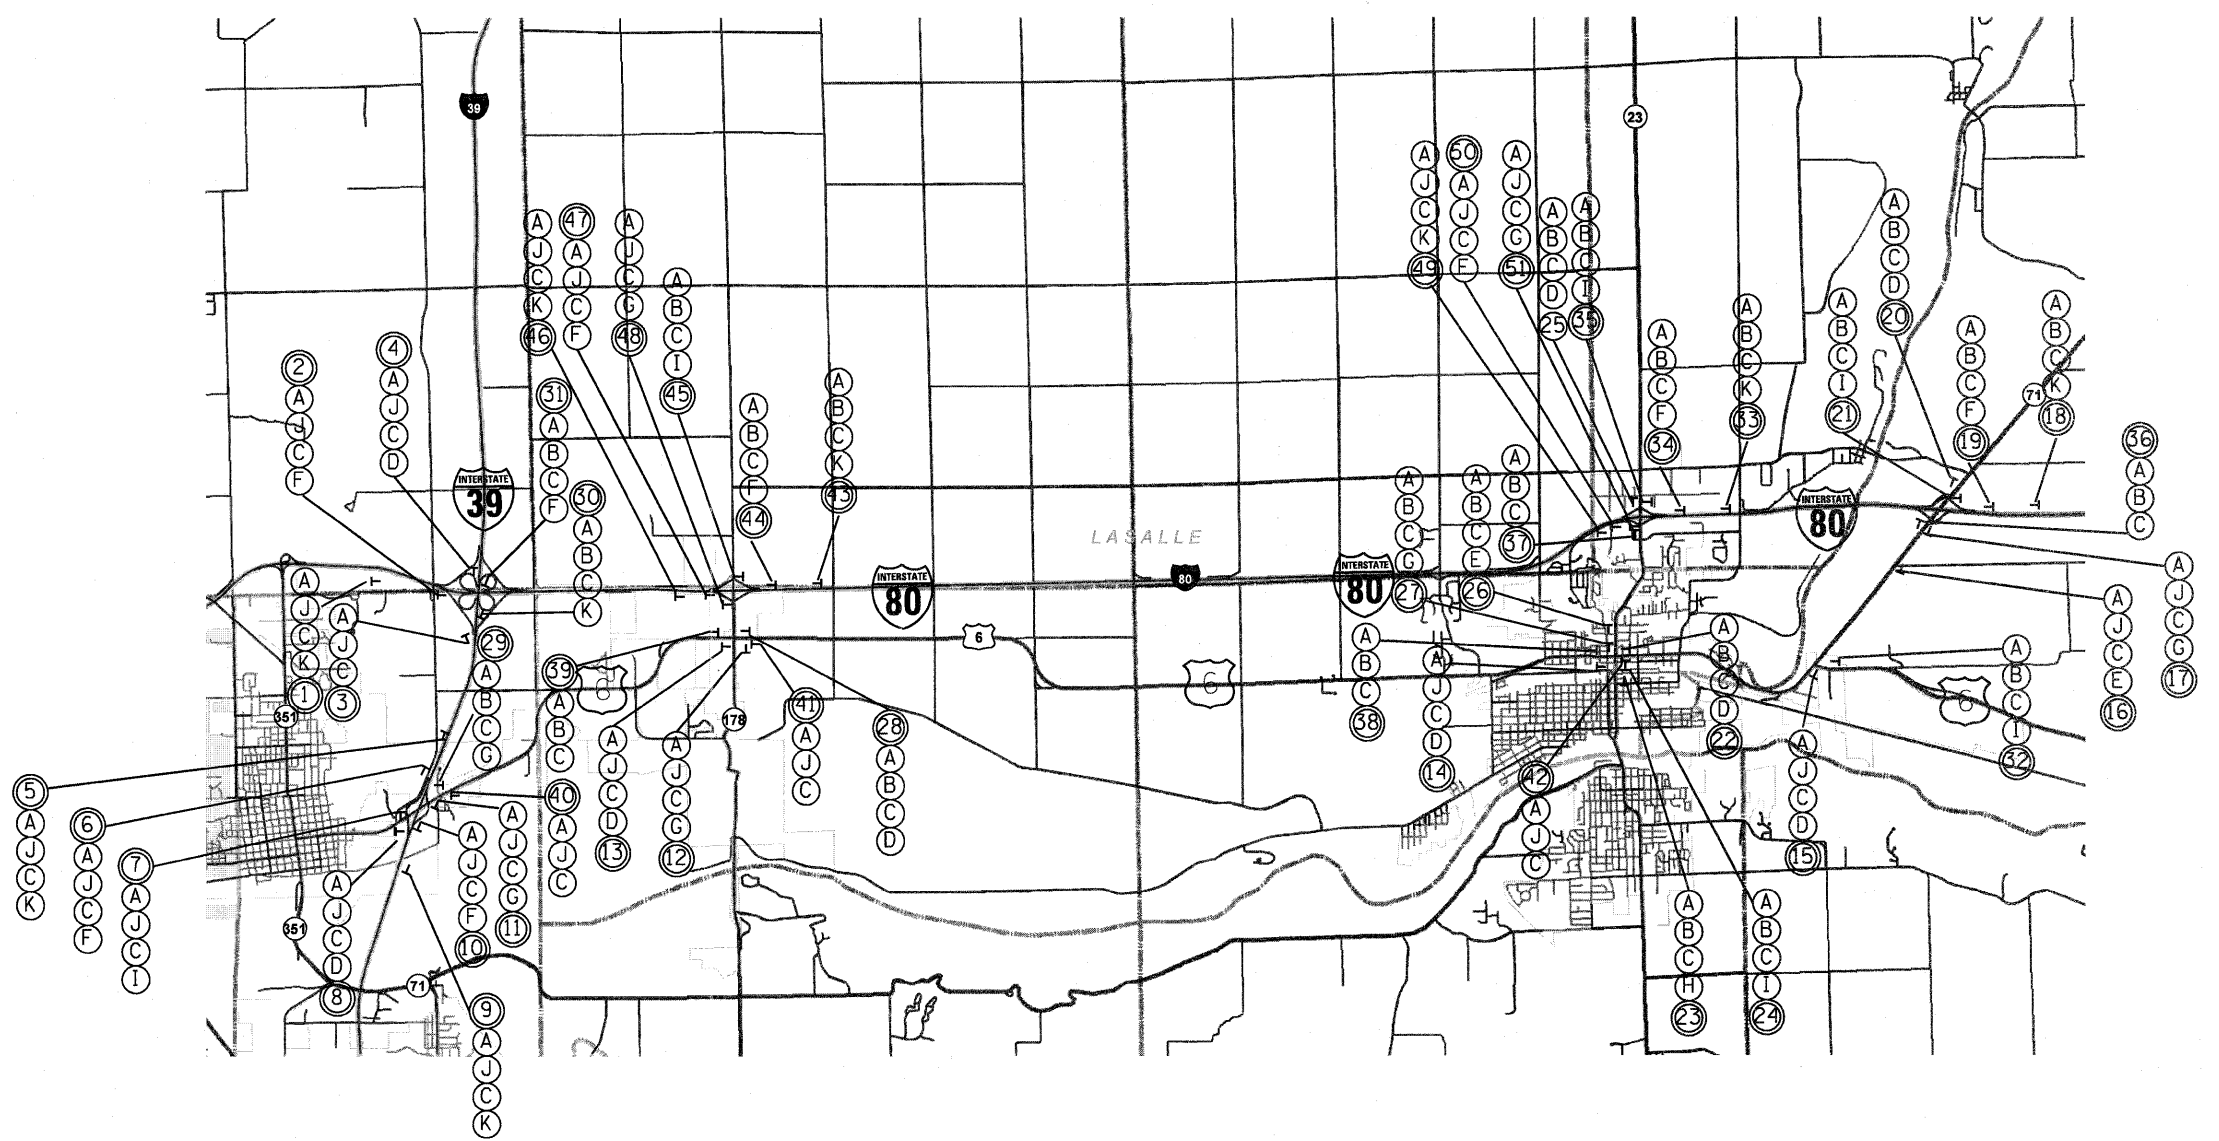 39
23
A
J
C
K
46
47
A
J
C
F
A
J
C
G
48
A
B
C
I
45
A
J
C
K
49
50
A
J
C
F
A
J
C
G
51
A
B
C
D
25
A
B
C
I
35
A
B
C
F
34
A
B
C
K
33
A
B
C
I
21
A
B
C
D
20
A
B
C
F
19
A
B
C
K
18
71
36
A
B
C
2
A
J
C
F
4
A
J
C
D
31
A
B
C
F
30
A
B
C
K
INTERSTATE
39
A
B
C
F
44
A
B
C
K
43
LASALLE
INTERSTATE
80
80
INTERSTATE
80
INTERSTATE
80
A
B
C
G
27
A
B
C
E
26
A
B
C
37
A
J
C
K
1
A
J
C
3
29
A
B
C
G
6
6
6
6
39
A
B
C
40
A
J
C
A
J
C
D
13
A
J
C
G
12
178
41
A
J
C
28
A
B
C
D
A
B
C
38
A
J
C
D
14
42
A
J
C
A
B
C
D
22
A
J
C
D
15
A
B
C
I
32
A
J
C
E
16
A
J
C
G
17
351
351
5
A
J
C
K
6
A
J
C
F
7
A
J
C
I
A
J
C
D
8
A
J
C
F
10
A
J
C
G
11
71
9
A
J
C
K
A
B
C
H
23
A
B
C
I
24